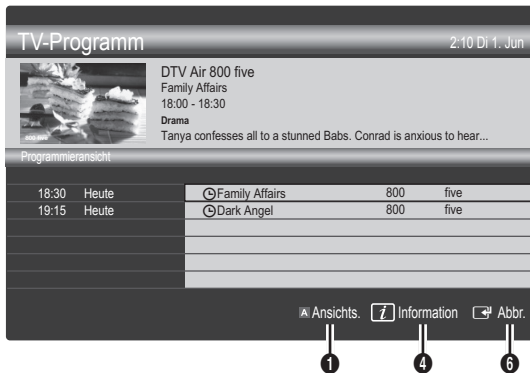 TV-Programm 2:10 Di 1. Jun
DTV Air 800 five
Family Affairs
18:00 - 18:30
Drama
Tanya confesses all to a stunned Babs. Conrad is anxious to hear...
Programmieransicht
18:30 Heute Family Affairs 800 five
19:15 Heute Dark Angel 800 five
A Ansichts. i Information Abbr.
1 4 6